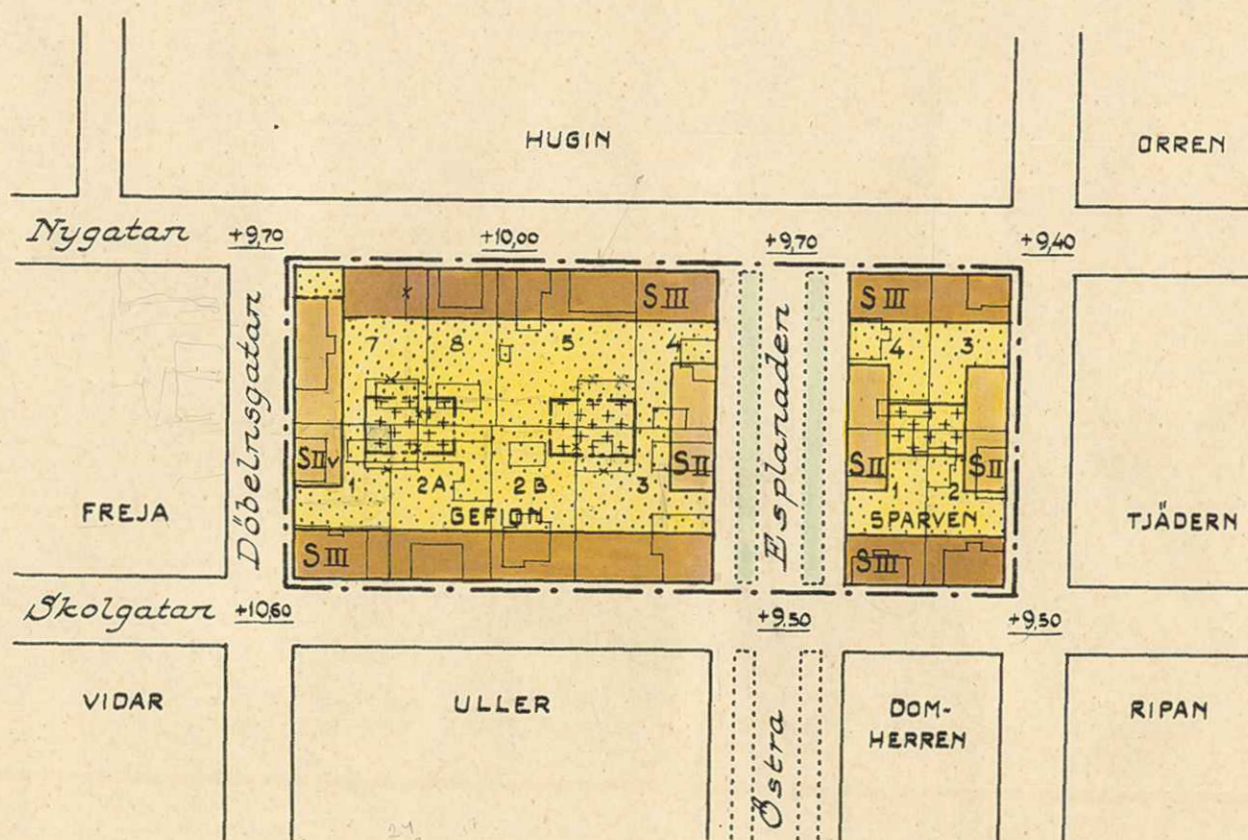 HUGIN
ORREN
Nygatan
+9,70
+10,00
+9,70
+9,40
S III
S III
7
8
5
4
4
3
Döbelnsgatan
Östra Esplanaden
S II v
S II
S II
S II
1
2A
2B
3
1
2
FREJA
GEFION
SPARVEN
TJÄDERN
S III
S III
Skolgatan
+10,60
+9,50
+9,50
VIDAR
ULLER
DOM-
HERREN
RIPAN